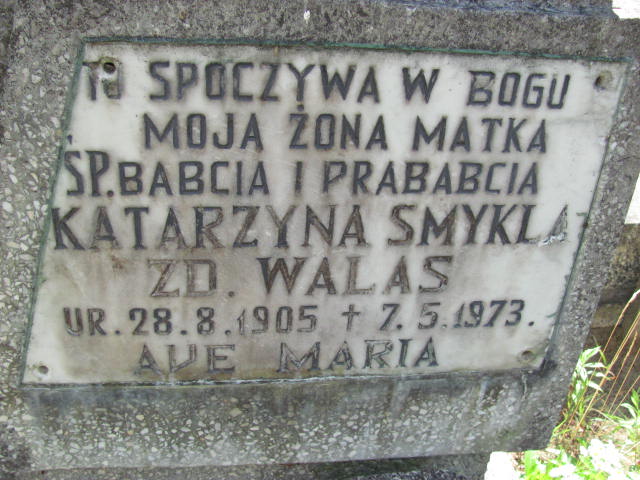 TU SPOCZYWA W BOGU
MOJA ŻONA MATKA
ŚP. BABCIA I PRABABCIA
KATARZYNA SMYKLA
ZD. WALAS
UR. 28.8.1905 † 7.5.1973.
AVE MARIA